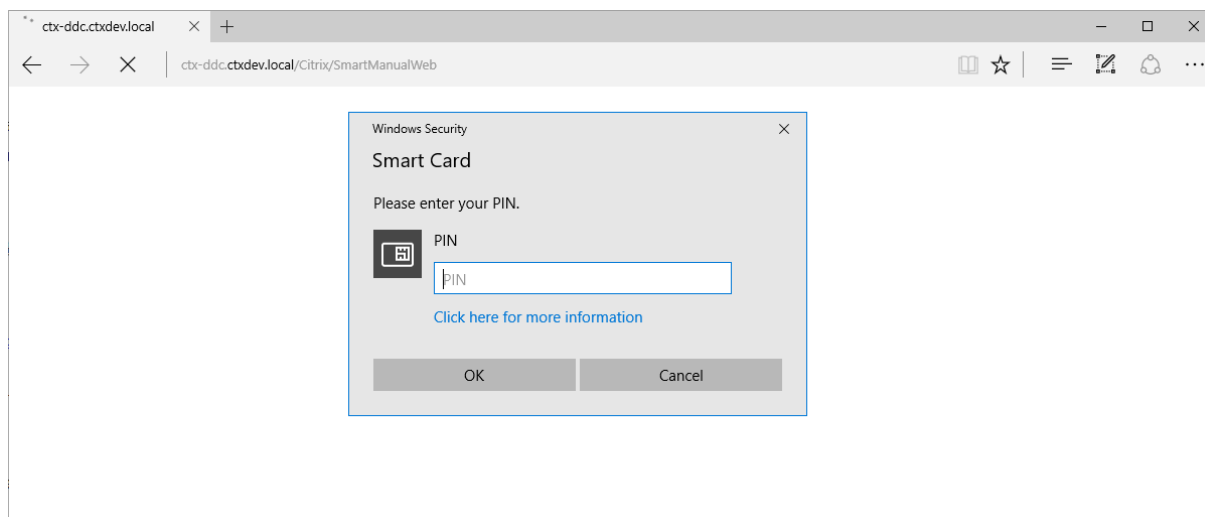 ctx-ddc.ctxdev.local
ctx-ddc.ctxdev.local/Citrix/SmartManualWeb
Windows Security
Smart Card
Please enter your PIN.
PIN
PIN
Click here for more information
OK Cancel